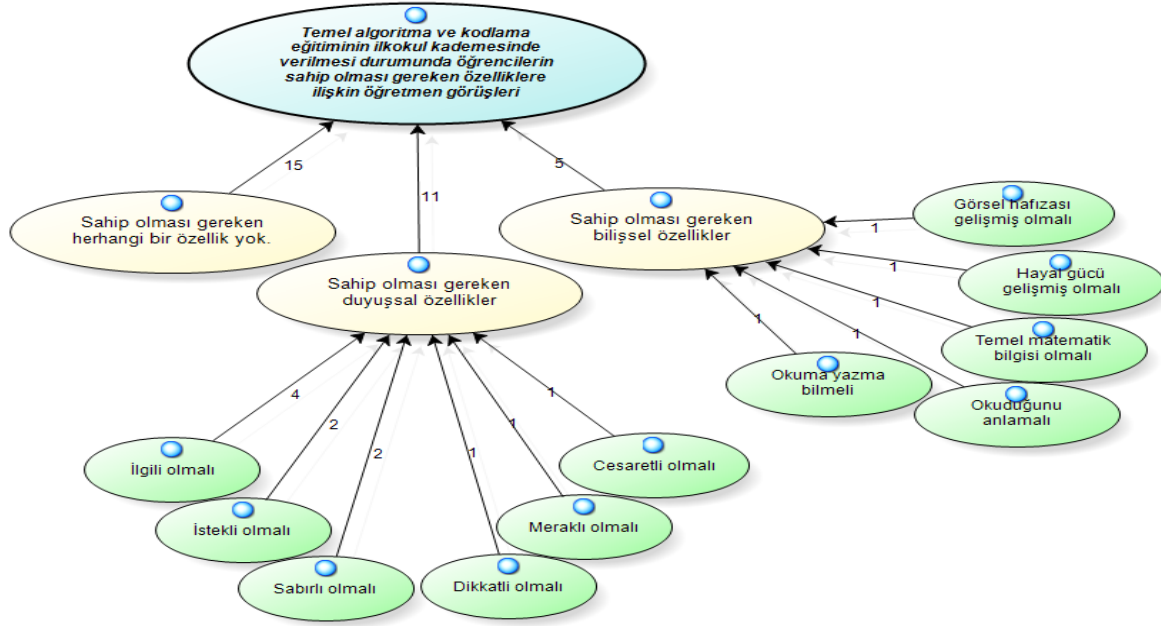 Temel algoritma ve kodlama
eğitiminin ilkokul kademesinde
verilmesi durumunda öğrencilerin
sahip olması gereken özelliklere
ilişkin öğretmen görüşleri
15
11
5
Sahip olması gereken
herhangi bir özellik yok.
Sahip olması gereken
duyuşsal özellikler
Sahip olması gereken
bilişsel özellikler
Görsel hafızası
gelişmiş olmalı
1
Hayal gücü
gelişmiş olmalı
1
Temel matematik
bilgisi olmalı
1
Okuduğunu
anlamalı
1
Okuma yazma
bilmeli
1
4
2
2
1
1
1
İlgili olmalı
İstekli olmalı
Sabırlı olmalı
Dikkatli olmalı
Meraklı olmalı
Cesaretli olmalı